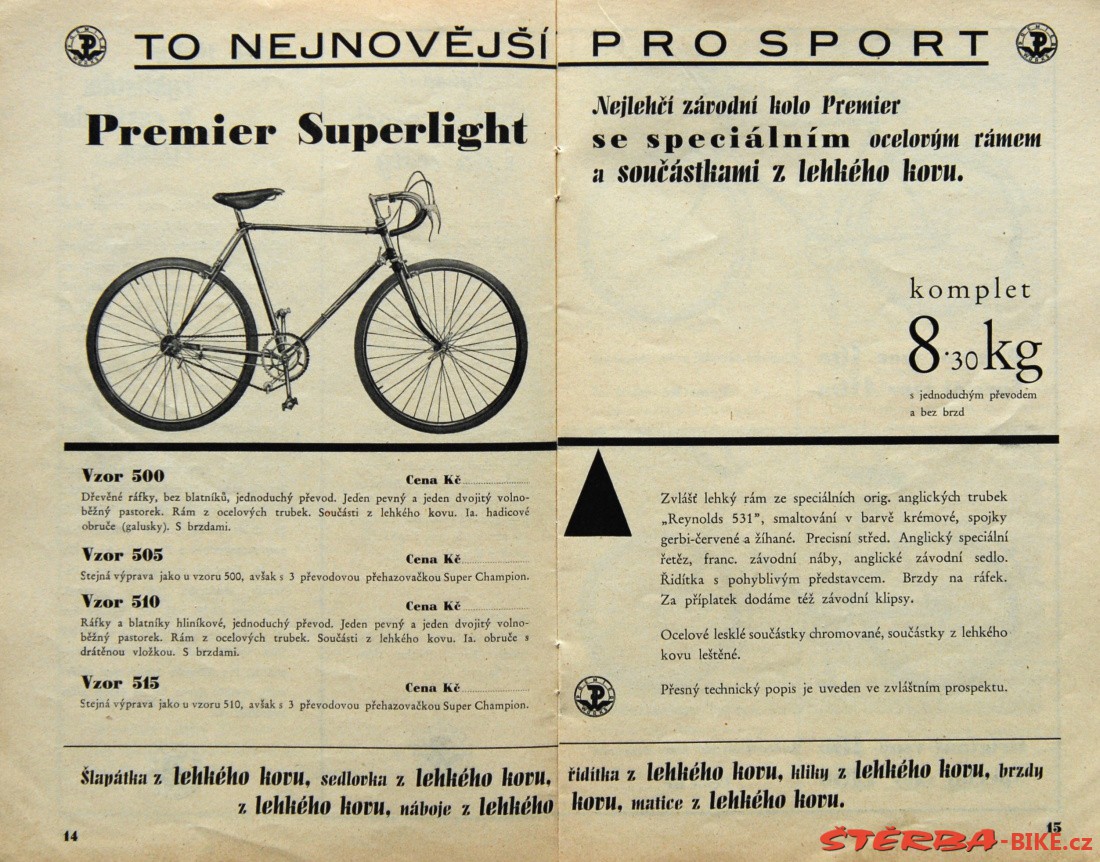 TO NEJNOVĚJŠÍ PRO SPORT
Premier Superlight
Nejlehčí závodní kolo Premier
se speciálním ocelovým rámem
a součástkami z lehkého kovu.
komplet
8·30 kg
s jednoduchým převodem
a bez brzd
Vzor 500 Cena Kč
Dřevěné ráfky, bez blatníků, jednoduchý převod. Jeden pevný a jeden dvojitý volno-
běžný pastorek. Rám z ocelových trubek. Součásti z lehkého kovu. Ia. hadicové
obruče (galusky). S brzdami.
Vzor 505 Cena Kč
Stejná výprava jako u vzoru 500, avšak s 3 převodovou přehazovačkou Super Champion.
Vzor 510 Cena Kč
Ráfky a blatníky hliníkové, jednoduchý převod. Jeden pevný a jeden dvojitý volno-
běžný pastorek. Rám z ocelových trubek. Součásti z lehkého kovu. Ia. obruče s
drátěnou vložkou. S brzdami.
Vzor 515 Cena Kč
Stejná výprava jako u vzoru 510, avšak s 3 převodovou přehazovačkou Super Champion.
Zvlášť lehký rám ze speciálních orig. anglických trubek
„Reynolds 531”, smaltování v barvě krémové, spojky
gerbi-červené a žíhané. Precisní střed. Anglický speciální
řetěz, franc. závodní náby, anglické závodní sedlo.
Řidítka s pohyblivým představcem. Brzdy na ráfek.
Za příplatek dodáme též závodní klipsy.
Ocelové lesklé součástky chromované, součástky z lehkého
kovu leštěné.
Přesný technický popis je uveden ve zvláštním prospektu.
Šlapátka z lehkého kovu, sedlovka z lehkého kovu, řidítka z lehkého kovu, kliky z lehkého kovu, brzdy
z lehkého kovu, náboje z lehkého kovu, matice z lehkého kovu.
14
15
ŠTĚRBA-BIKE.cz